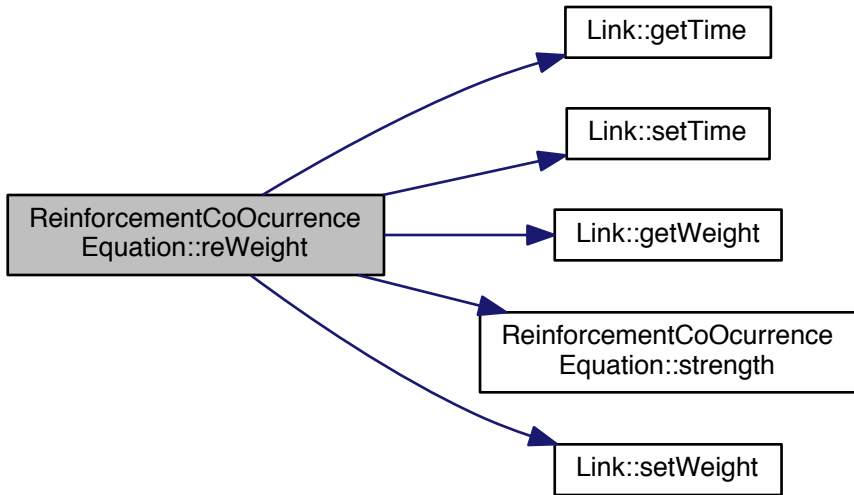 Link::getTime
Link::setTime
ReinforcementCoOcurrence
Equation::reWeight
Link::getWeight
ReinforcementCoOcurrence
Equation::strength
Link::setWeight